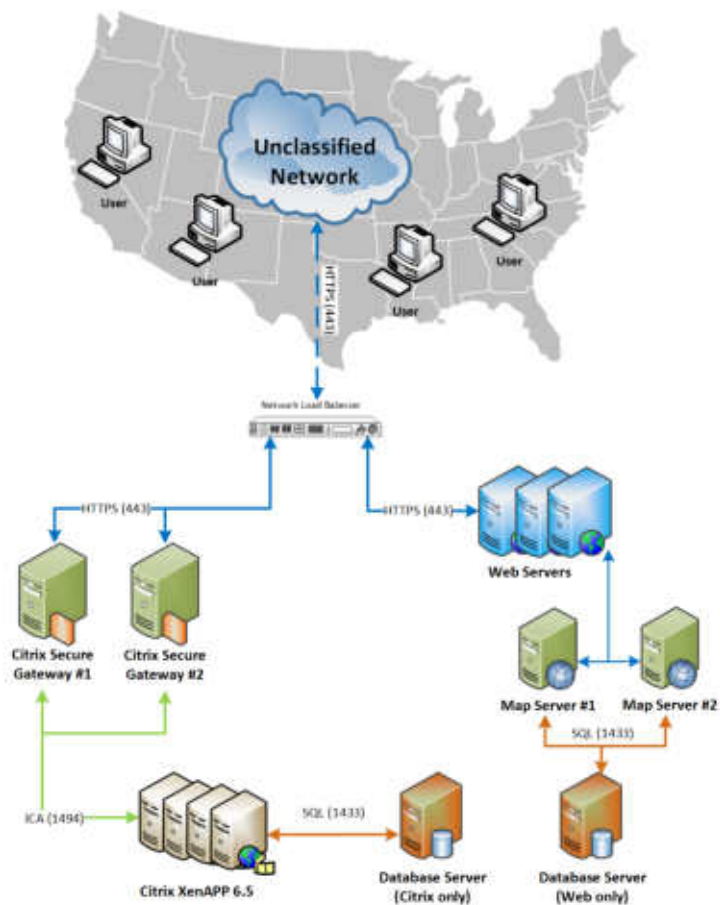 Unclassified
Network
User
User
User
User
HTTPS (443)
Network Load Balancer
HTTPS (443)
HTTPS (443)
Web Servers
Citrix Secure
Gateway #1
Citrix Secure
Gateway #2
Map Server #1
Map Server #2
SQL (1433)
ICA (1494)
SQL (1433)
Citrix XenAPP 6.5
Database Server
(Citrix only)
Database Server
(Web only)